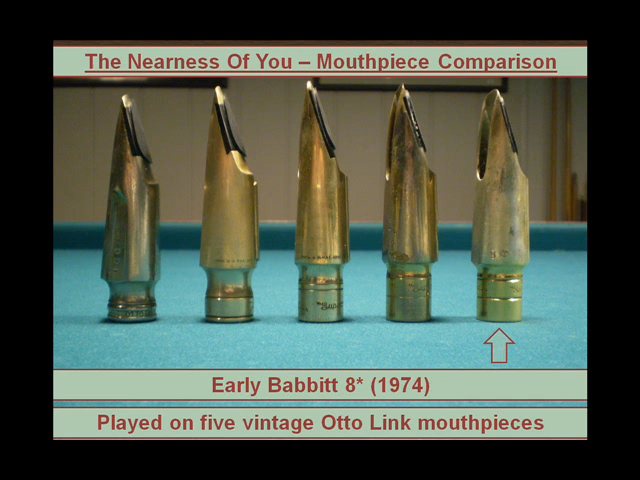 The Nearness Of You – Mouthpiece Comparison
Early Babbitt 8* (1974)
Played on five vintage Otto Link mouthpieces